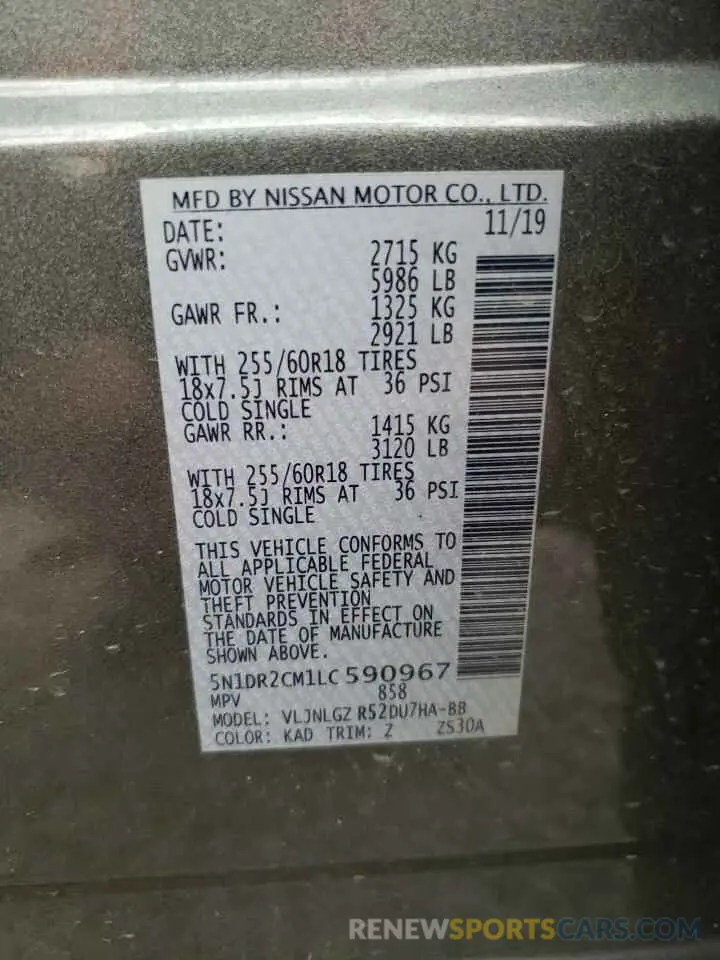 MFD BY NISSAN MOTOR CO., LTD.
DATE: 11/19
GVWR: 2715 KG
5986 LB
GAWR FR.: 1325 KG
2921 LB
WITH 255/60R18 TIRES
18x7.5J RIMS AT 36 PSI
COLD SINGLE
GAWR RR.: 1415 KG
3120 LB
WITH 255/60R18 TIRES
18x7.5J RIMS AT 36 PSI
COLD SINGLE
THIS VEHICLE CONFORMS TO
ALL APPLICABLE FEDERAL
MOTOR VEHICLE SAFETY AND
THEFT PREVENTION
STANDARDS IN EFFECT ON
THE DATE OF MANUFACTURE
SHOWN ABOVE.
5N1DR2CM1LC 590967
MPV 858
MODEL: VLJNLGZ R52DU7HA-BB
COLOR: KAD TRIM: Z ZS30A
RENEWSPORTSCARS.COM